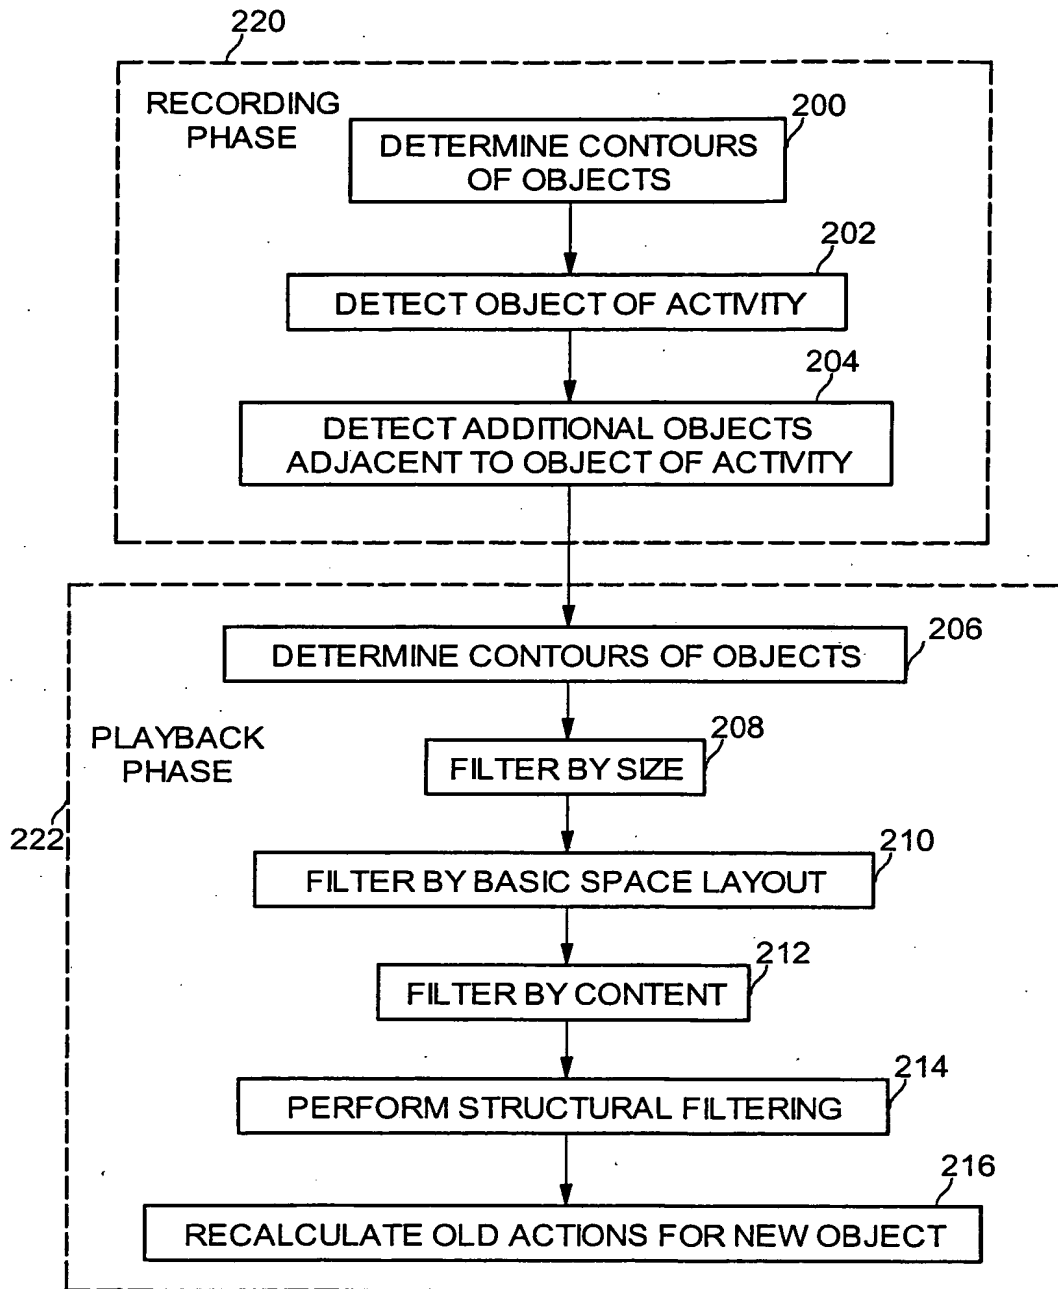 220
RECORDING
PHASE
200
DETERMINE CONTOURS
OF OBJECTS
202
DETECT OBJECT OF ACTIVITY
204
DETECT ADDITIONAL OBJECTS
ADJACENT TO OBJECT OF ACTIVITY
206
DETERMINE CONTOURS OF OBJECTS
PLAYBACK
PHASE
208
FILTER BY SIZE
222
210
FILTER BY BASIC SPACE LAYOUT
212
FILTER BY CONTENT
214
PERFORM STRUCTURAL FILTERING
216
RECALCULATE OLD ACTIONS FOR NEW OBJECT